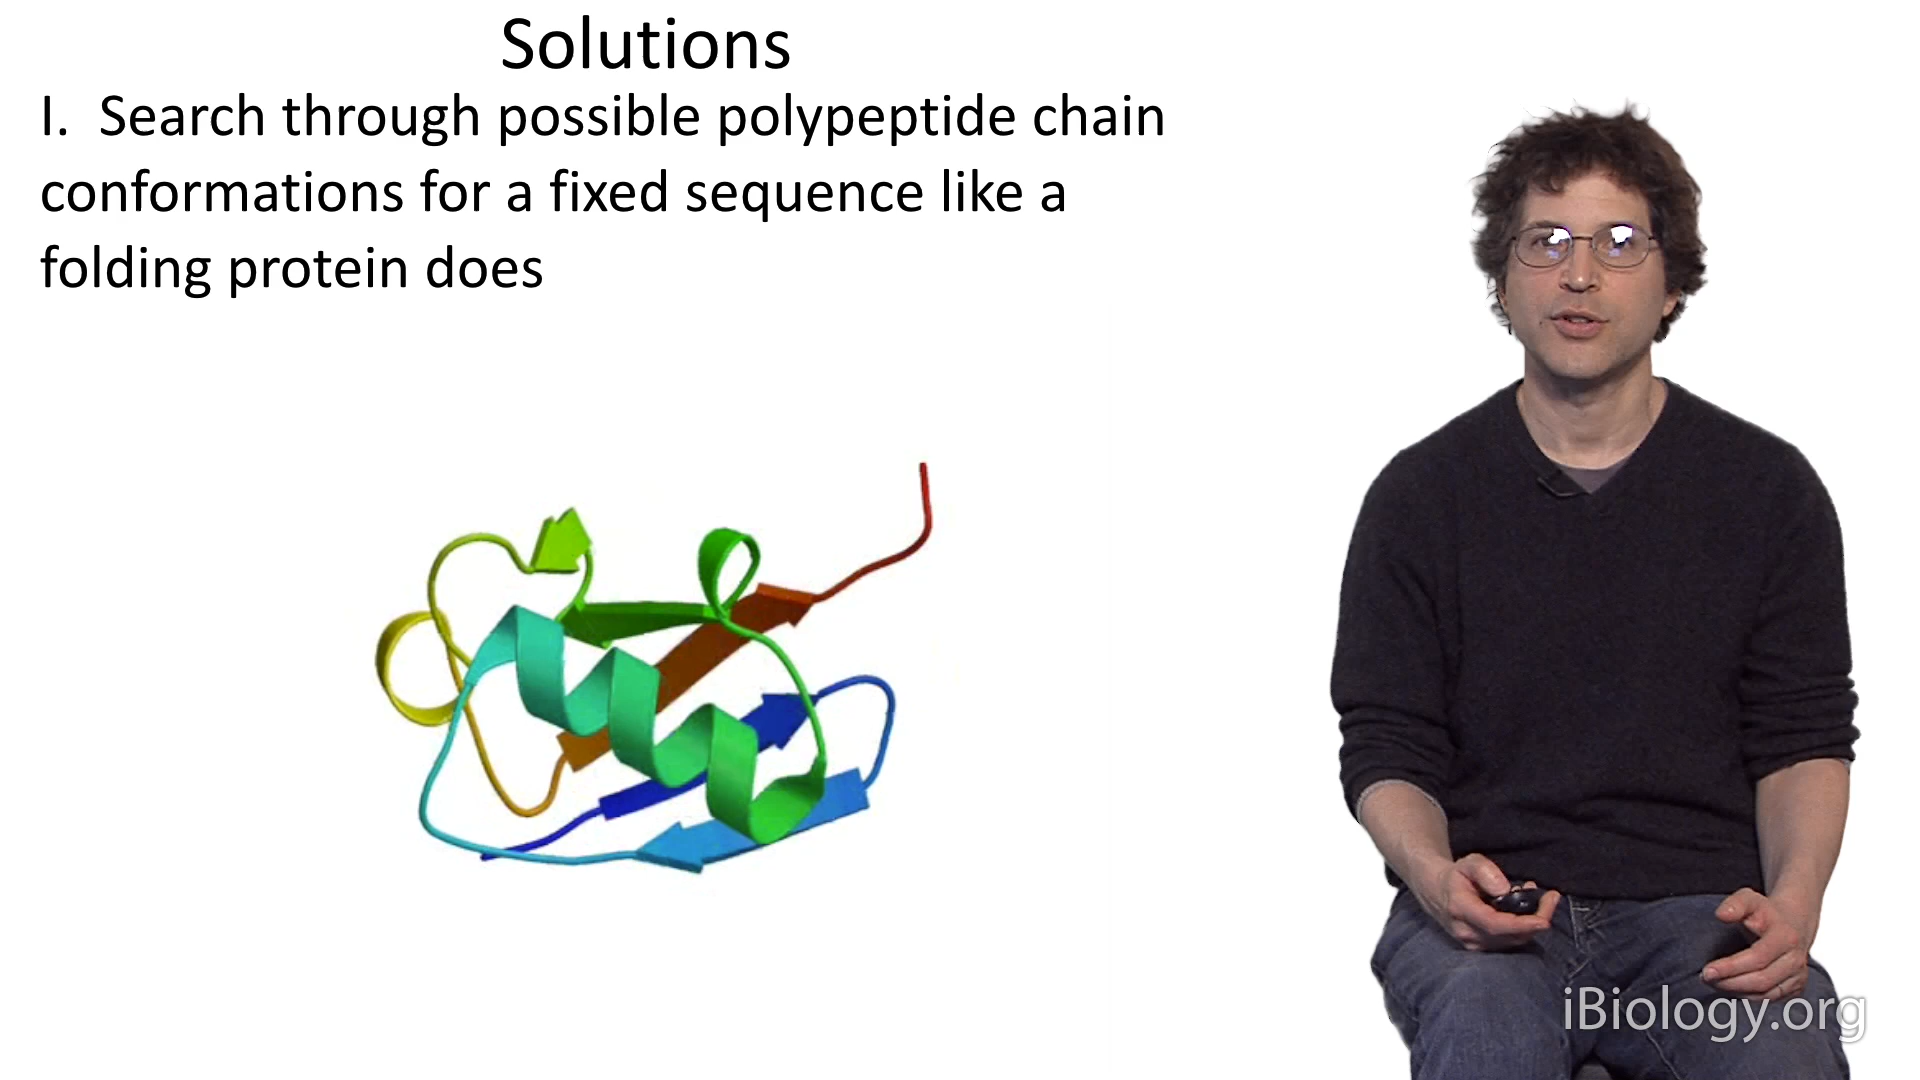 Solutions
I. Search through possible polypeptide chain
conformations for a fixed sequence like a
folding protein does
iBiology.org